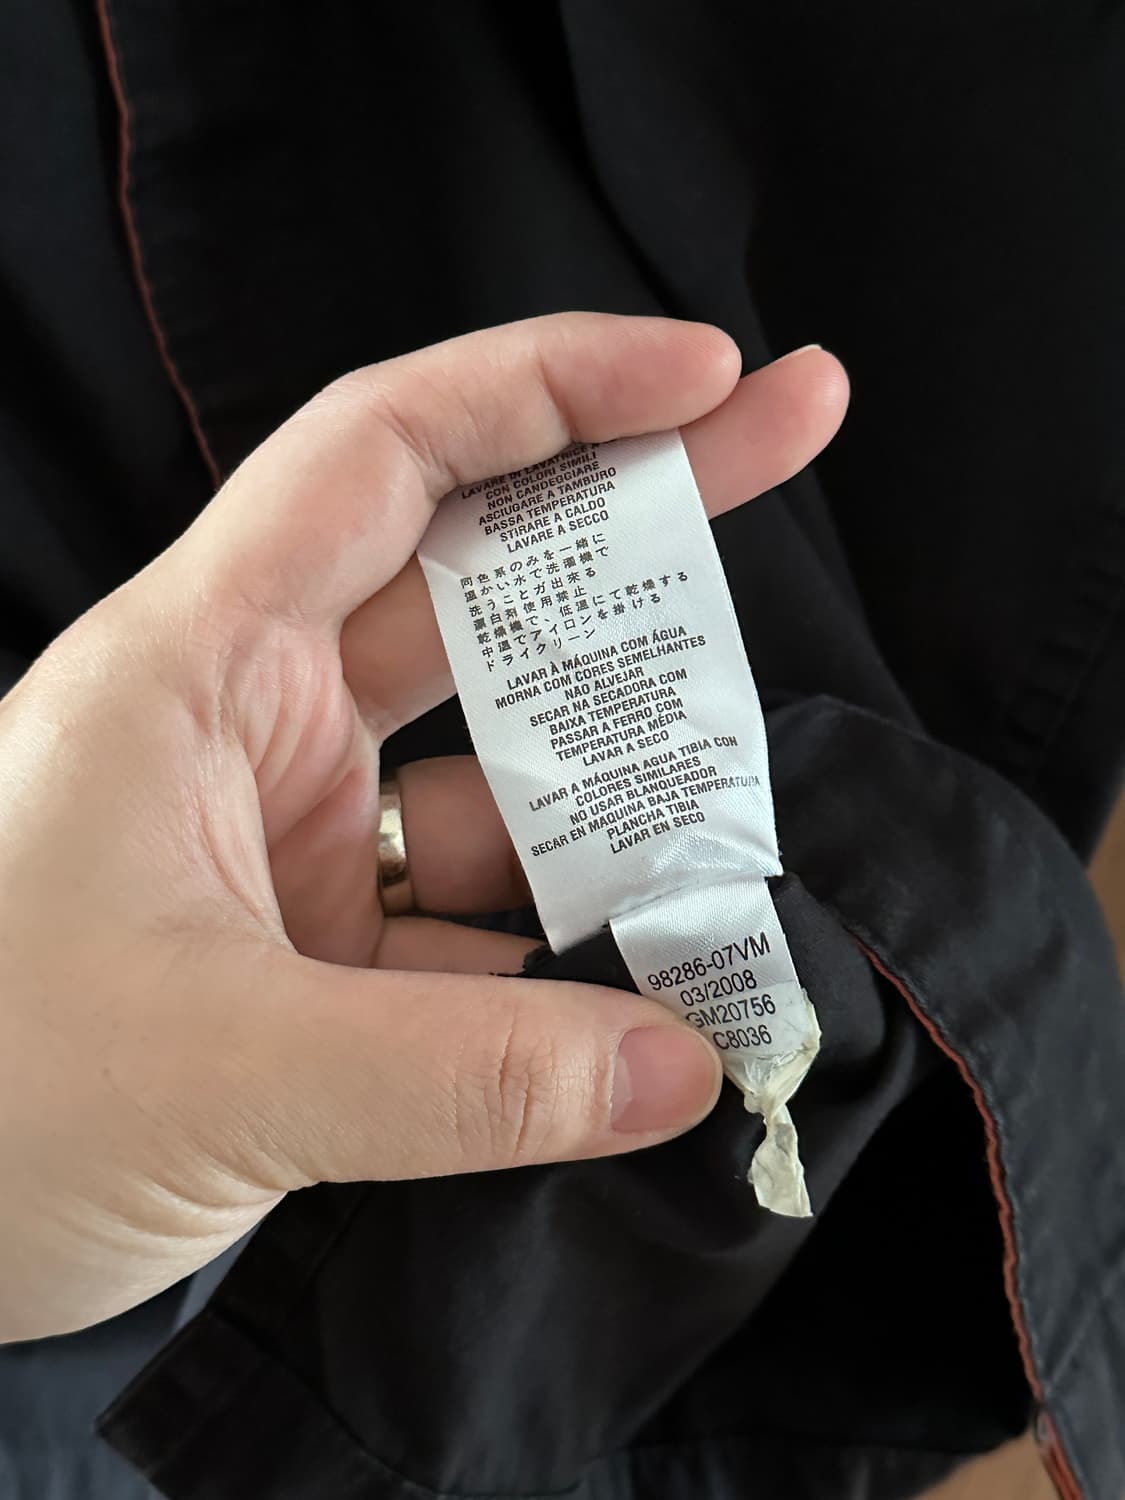 LAVARE IN LAVATRICE A
CON COLORI SIMILI
NON CANDEGGIARE
ASCIUGARE A TAMBURO
BASSA TEMPERATURA
STIRARE A CALDO
LAVARE A SECCO
同色系のみを一緒に
温かい水で洗濯機で
洗うことガ出來る
漂白剤使用禁止
乾燥機で、低温にて乾燥する
中温でアイロンを掛ける
ドライクリーン
LAVAR À MÁQUINA COM ÁGUA
MORNA COM CORES SEMELHANTES
NÃO ALVEJAR
SECAR NA SECADORA COM
BAIXA TEMPERATURA
PASSAR A FERRO COM
TEMPERATURA MÉDIA
LAVAR A SECO
LAVAR A MÁQUINA AGUA TIBIA CON
COLORES SIMILARES
NO USAR BLANQUEADOR
SECAR EN MAQUINA BAJA TEMPERATURA
PLANCHA TIBIA
LAVAR EN SECO
98286-07VM
03/2008
GM20756
C8036